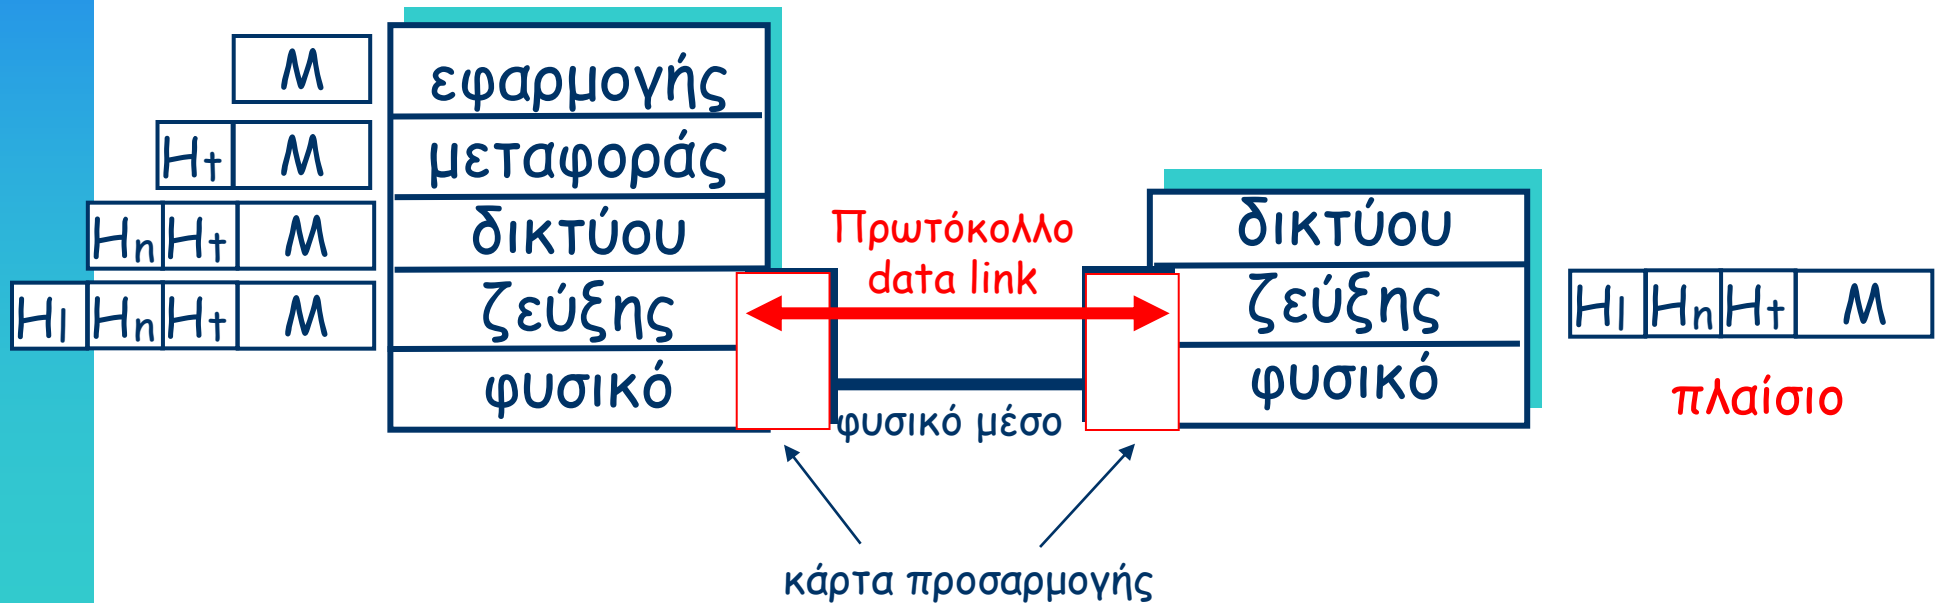 M
εφαρμογής
Ht M
μεταφοράς
Hn Ht M
δικτύου
Hl Hn Ht M
ζεύξης
φυσικό
Πρωτόκολλο
data link
φυσικό μέσο
δικτύου
ζεύξης
φυσικό
Hl Hn Ht M
πλαίσιο
κάρτα προσαρμογής